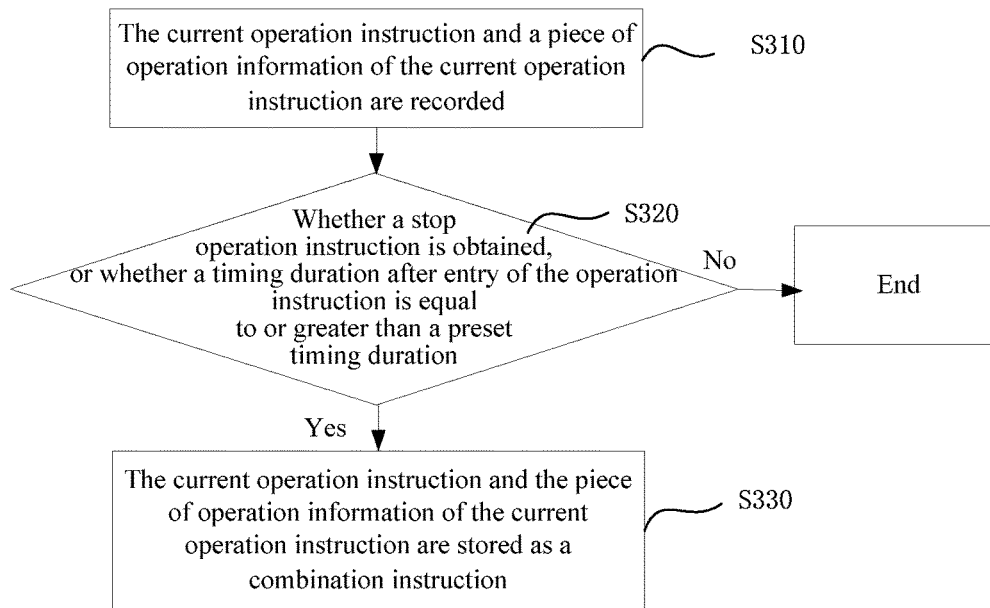 The current operation instruction and a piece of
operation information of the current operation
instruction are recorded
S310
Whether a stop
operation instruction is obtained,
or whether a timing duration after entry of the operation
instruction is equal
to or greater than a preset
timing duration
S320
No
End
Yes
The current operation instruction and the piece
of operation information of the current
operation instruction are stored as a
combination instruction
S330